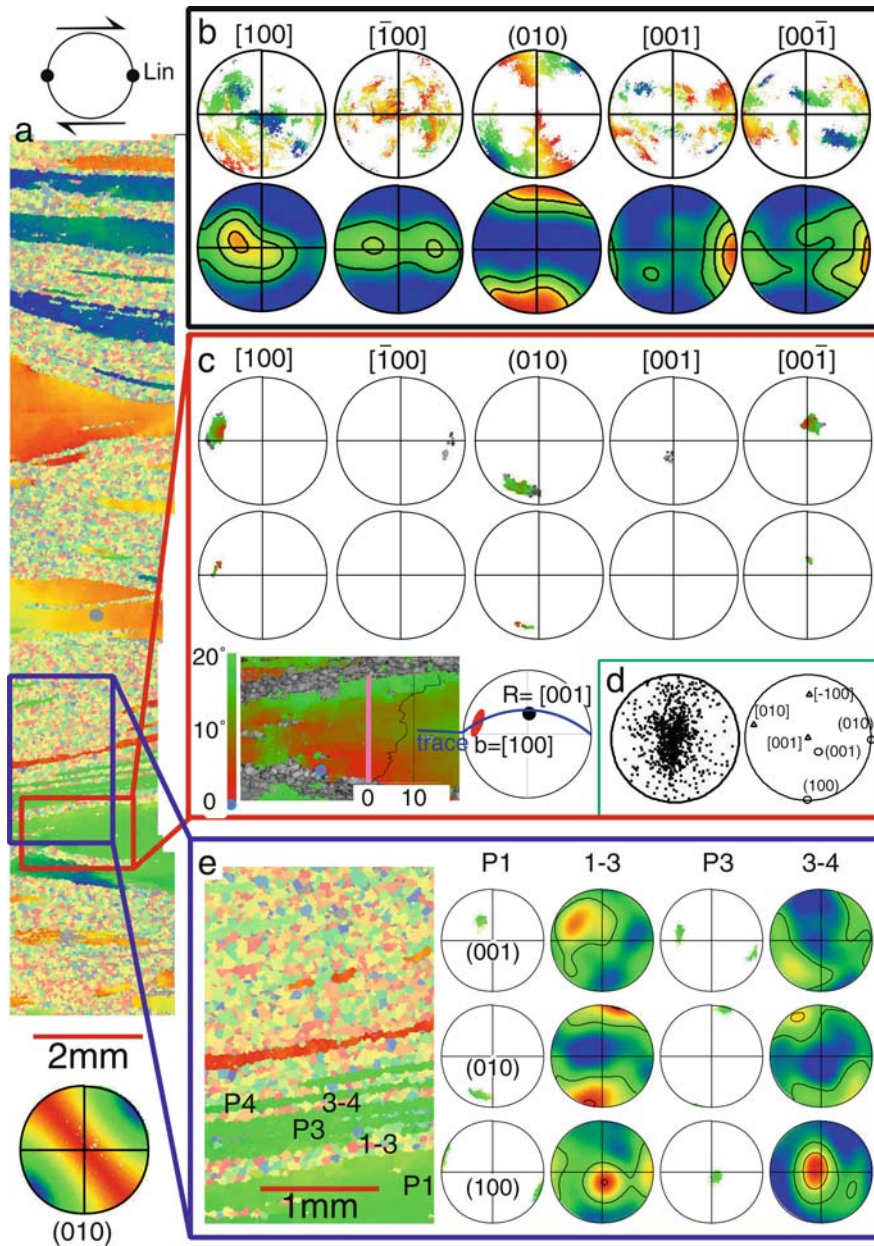 Lin
a
2mm
(010)
b
[100] [1̄00] (010) [001] [001̄]
c
[100] [1̄00] (010) [001] [001̄]
20°
10°
0
0 10
trace
R= [001]
b=[100]
d
[-100]
[010]
(010)
[001]
(001)
(100)
e
P4
3-4
P3
1-3
P1
1mm
P1 1-3 P3 3-4
(001)
(010)
(100)